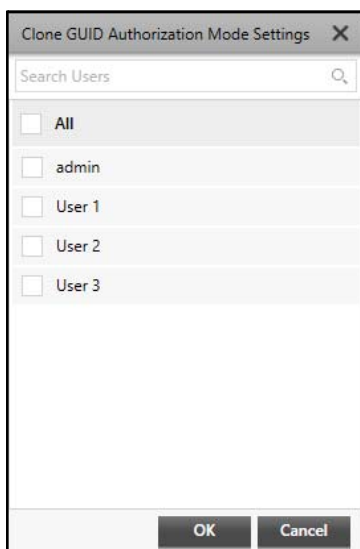 Clone GUID Authorization Mode Settings
Search Users
All
admin
User 1
User 2
User 3
OK Cancel